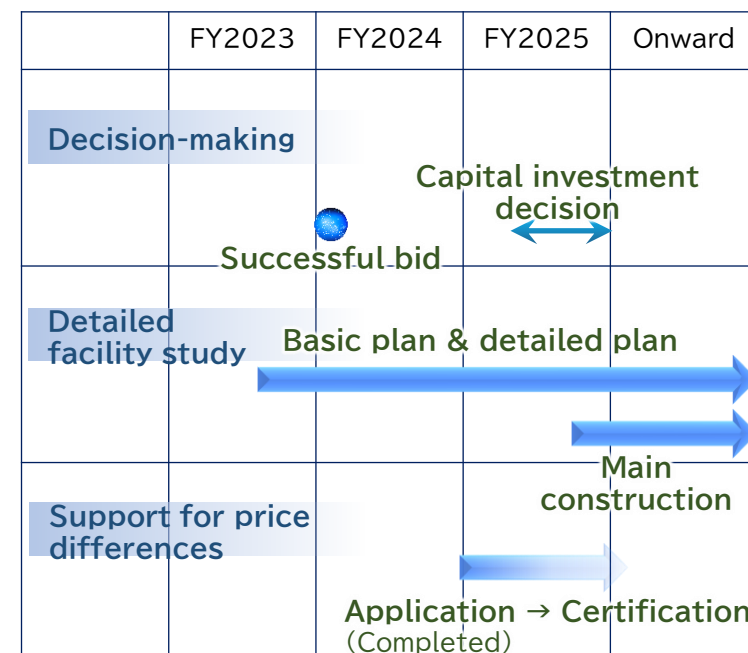 FY2023 FY2024 FY2025 Onward
Decision-making
Capital investment
decision
Successful bid
Detailed
facility study
Basic plan & detailed plan
Main
construction
Support for price
differences
Application → Certification
(Completed)